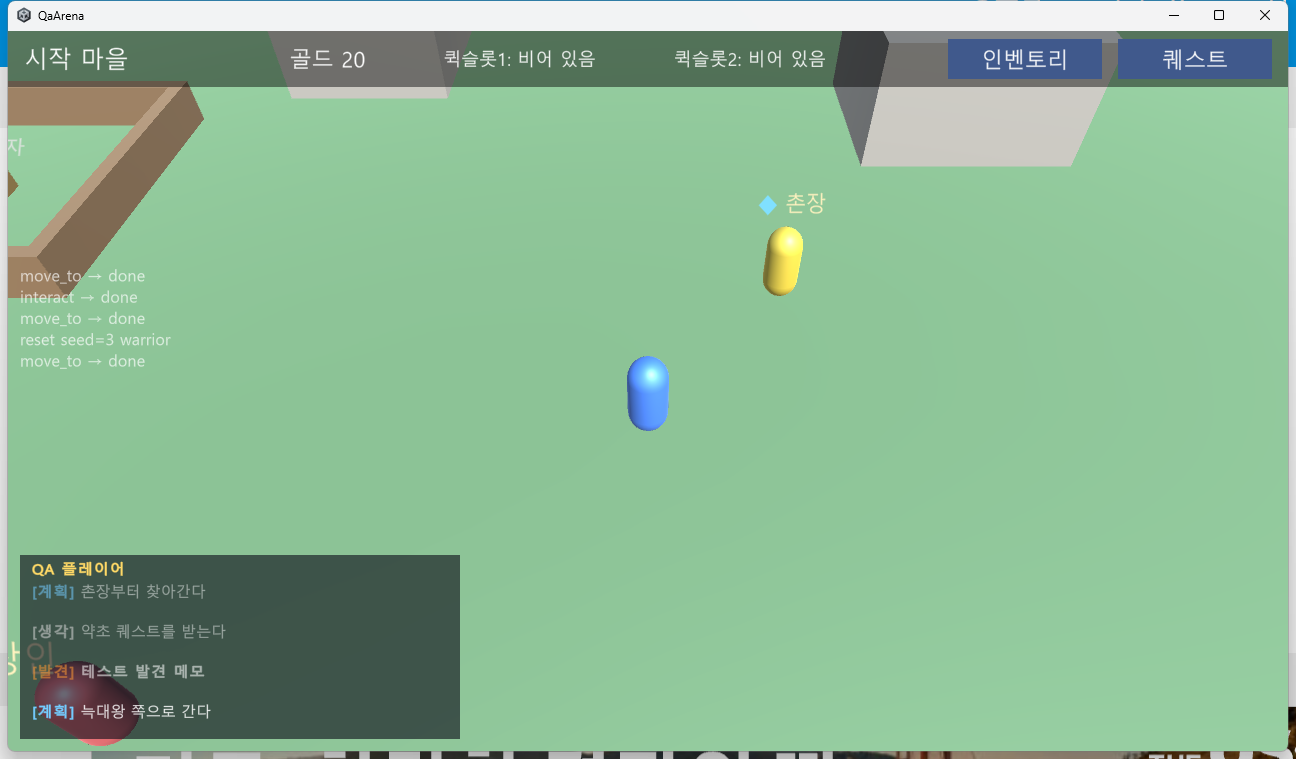 QaArena
시작 마을
골드 20
퀵슬롯1: 비어 있음
퀵슬롯2: 비어 있음
인벤토리
퀘스트
자
촌장
move_to → done
interact → done
move_to → done
reset seed=3 warrior
move_to → done
QA 플레이어
[계획] 촌장부터 찾아간다
[생각] 약초 퀘스트를 받는다
[발견] 테스트 발견 메모
[계획] 늑대왕 쪽으로 간다
인